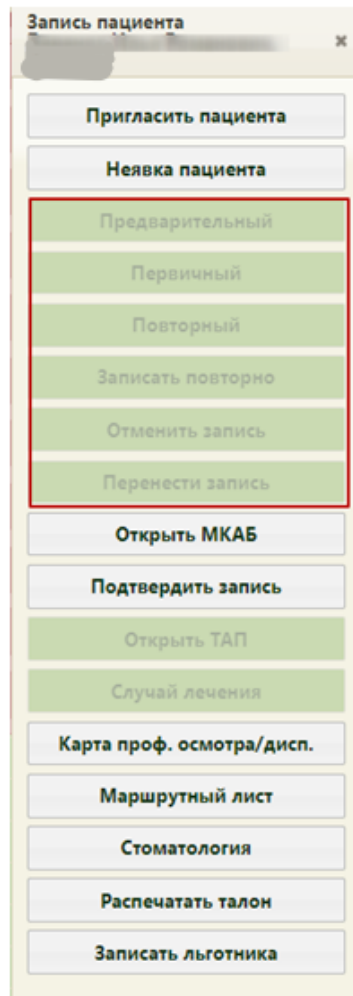 Запись пациента
Пригласить пациента
Неявка пациента
Предварительный
Первичный
Повторный
Записать повторно
Отменить запись
Перенести запись
Открыть МКАБ
Подтвердить запись
Открыть ТАП
Случай лечения
Карта проф. осмотра/дисп.
Маршрутный лист
Стоматология
Распечатать талон
Записать льготника